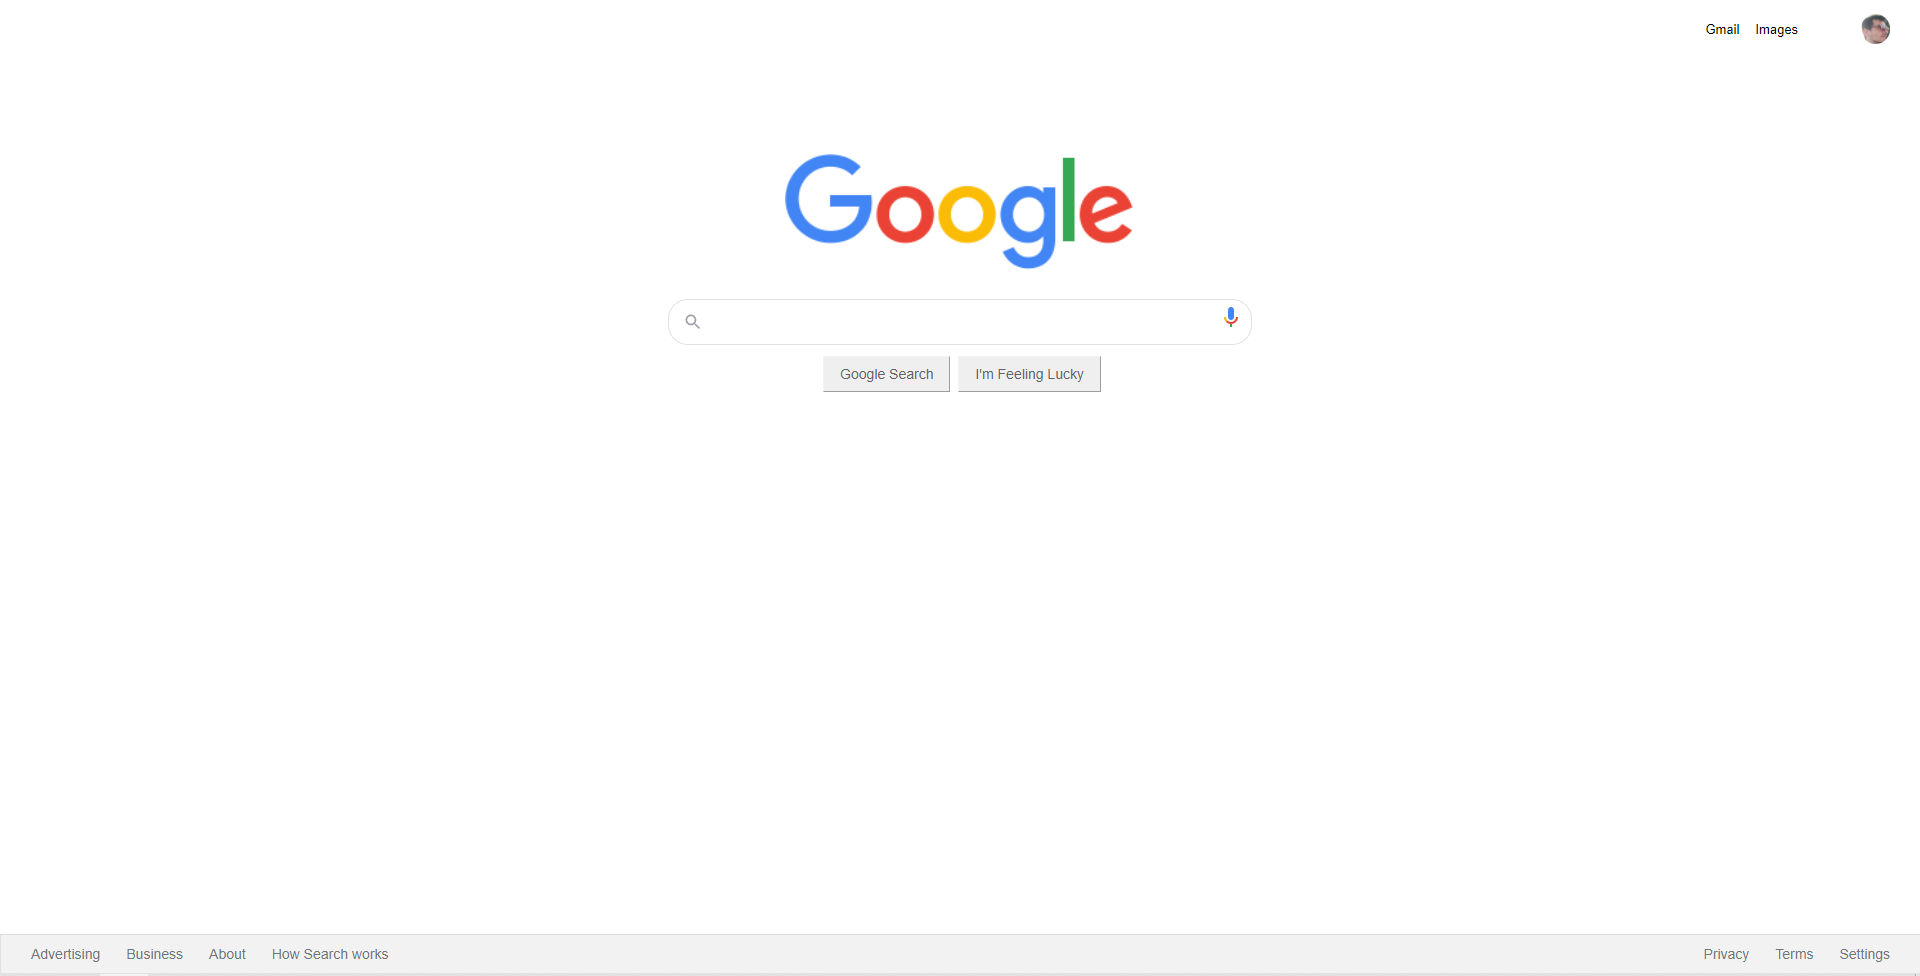 Gmail Images
Google
Google Search I'm Feeling Lucky
Advertising Business About How Search works Privacy Terms Settings